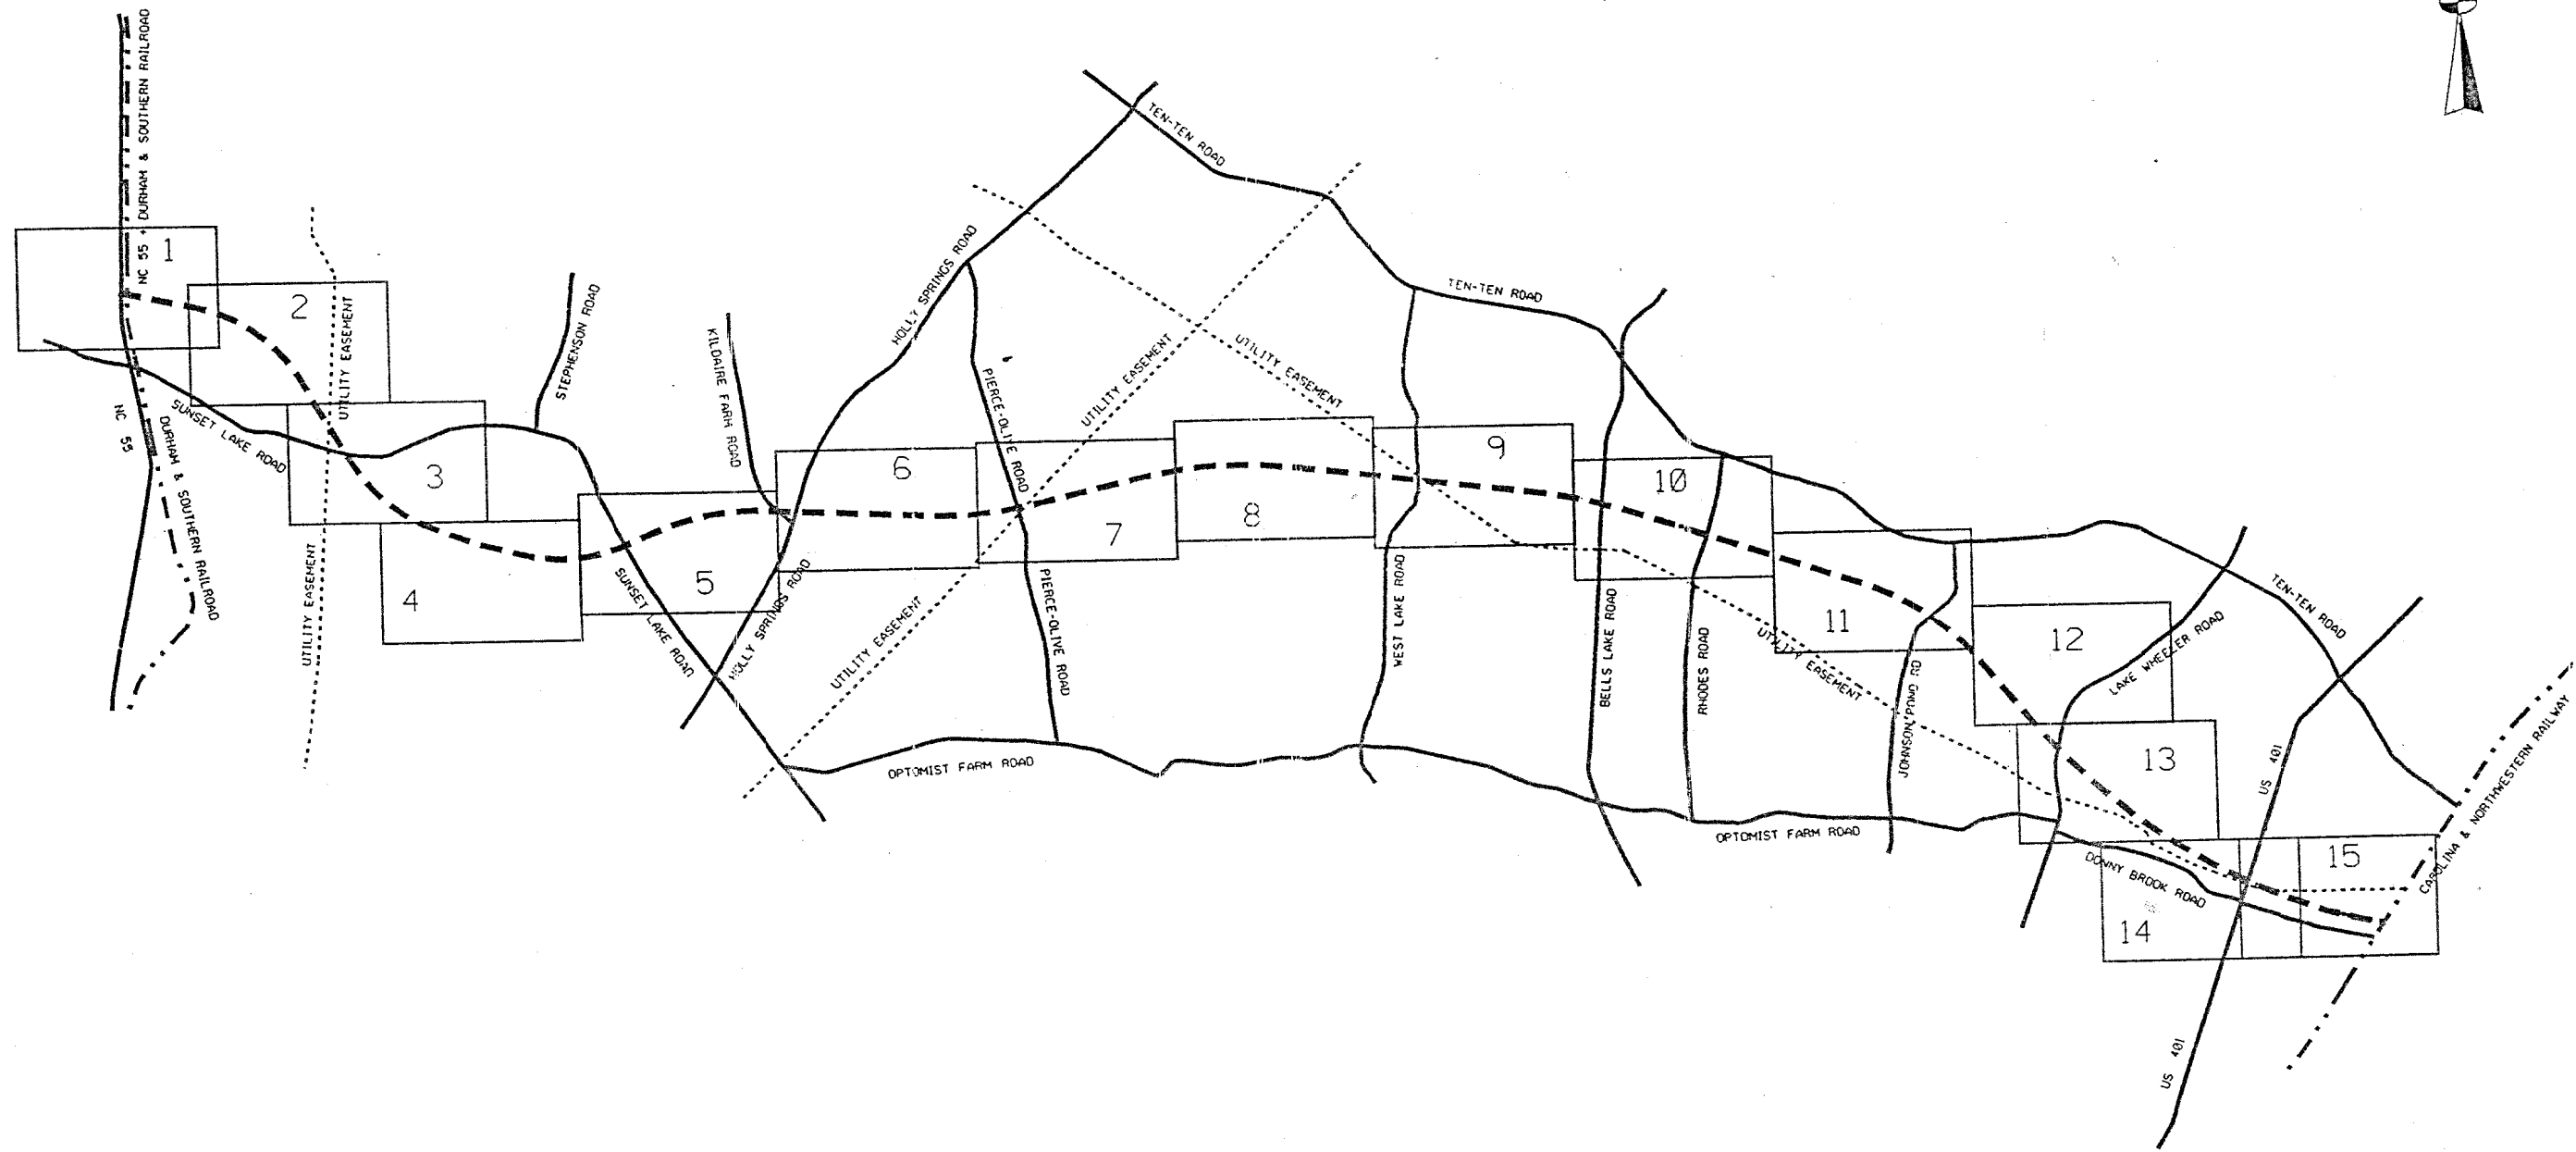 NC 55 + DURHAM & SOUTHERN RAILROAD
1
2
UTILITY EASEMENT
STEPHENSON ROAD
KILDAIRE FARM ROAD
HOLLY SPRINGS ROAD
TEN-TEN ROAD
PIERCE-OLIVE ROAD
UTILITY EASEMENT
UTILITY EASEMENT
TEN-TEN ROAD
NC 55
SUNSET LAKE ROAD
DURHAM & SOUTHERN RAILROAD
3
4
5
6
7
8
9
10
11
12
13
14
15
UTILITY EASEMENT
SUNSET LAKE ROAD
HOLLY SPRINGS ROAD
UTILITY EASEMENT
PIERCE-OLIVE ROAD
OPTOMIST FARM ROAD
WEST LAKE ROAD
BELLS LAKE ROAD
RHODES ROAD
UTILITY EASEMENT
JOHNSON POND RD
OPTOMIST FARM ROAD
LAKE WHEELER ROAD
TEN-TEN ROAD
US 401
CAROLINA & NORTHWESTERN RAILWAY
DONNY BROOK ROAD
US 401